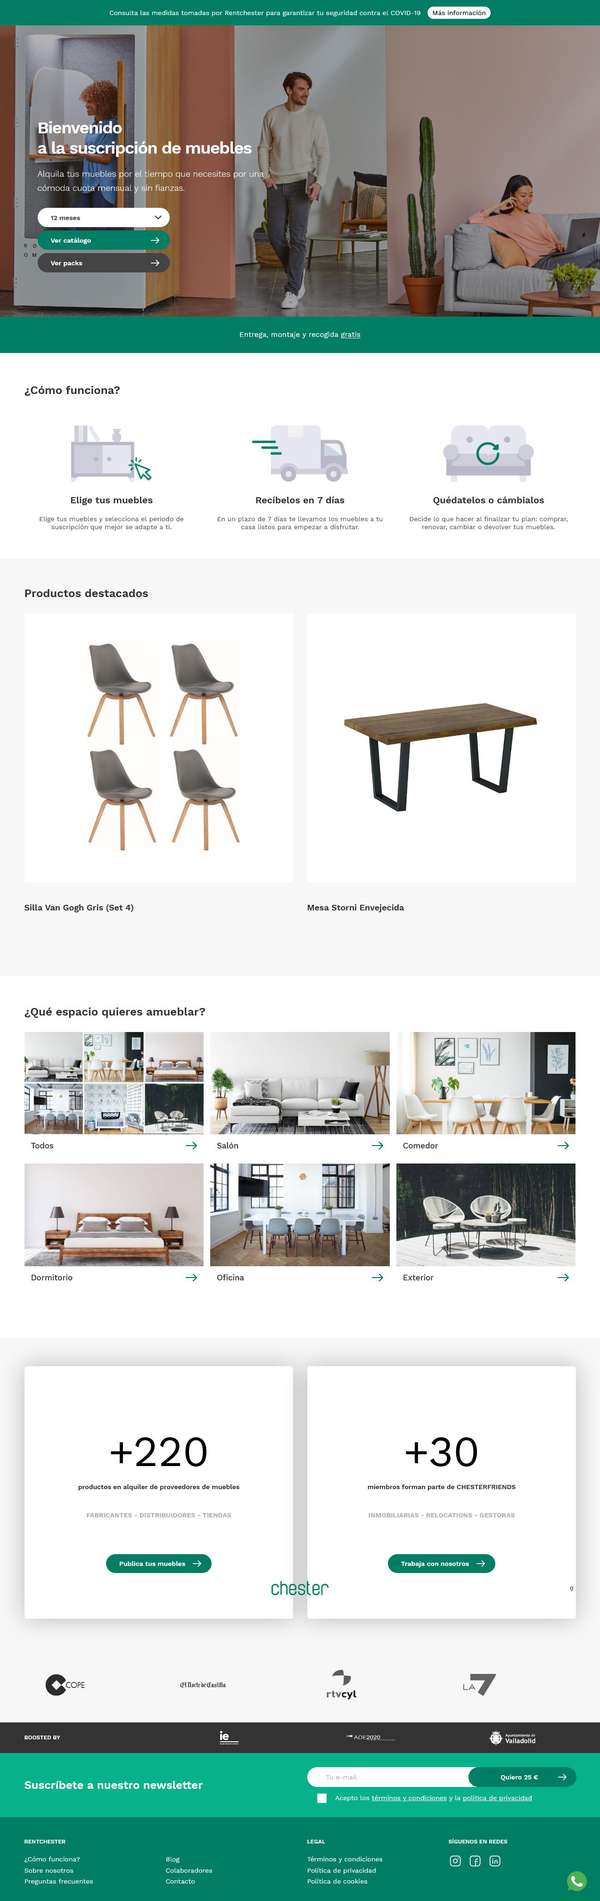 Consulta las medidas tomadas por Rentchester para garantizar tu seguridad contra el COVID-19 Más información
Bienvenido
a la suscripción de muebles
Alquila tus muebles por el tiempo que necesites por una
cómoda cuota mensual y sin fianzas.
12 meses
Ver catálogo
Ver packs
Entrega, montaje y recogida gratis
¿Cómo funciona?
Elige tus muebles
Elige tus muebles y selecciona el periodo de
suscripción que mejor se adapte a ti.
Recíbelos en 7 días
En un plazo de 7 días te llevamos los muebles a tu
casa listos para empezar a disfrutar.
Quédatelos o cámbialos
Decide lo que hacer al finalizar tu plan: comprar,
renovar, cambiar o devolver tus muebles.
Productos destacados
Silla Van Gogh Gris (Set 4)
Mesa Storni Envejecida
¿Qué espacio quieres amueblar?
Todos
Salón
Comedor
Dormitorio
Oficina
Exterior
+220
productos en alquiler de proveedores de muebles
FABRICANTES - DISTRIBUIDORES - TIENDAS
Publica tus muebles
+30
miembros forman parte de CHESTERFRIENDS
INMOBILIARIAS - RELOCATIONS - GESTORAS
Trabaja con nosotros
chester
0
COPE
El Norte de Castilla
rtvcyl
LA 7
BOOSTED BY
ie
AOE2020
Ayuntamiento de
Valladolid
Suscríbete a nuestro newsletter
Tu e-mail
Quiero 25 €
Acepto los términos y condiciones y la política de privacidad
RENTCHESTER
¿Cómo funciona?
Sobre nosotros
Preguntas frecuentes
Blog
Colaboradores
Contacto
LEGAL
Términos y condiciones
Política de privacidad
Política de cookies
SÍGUENOS EN REDES